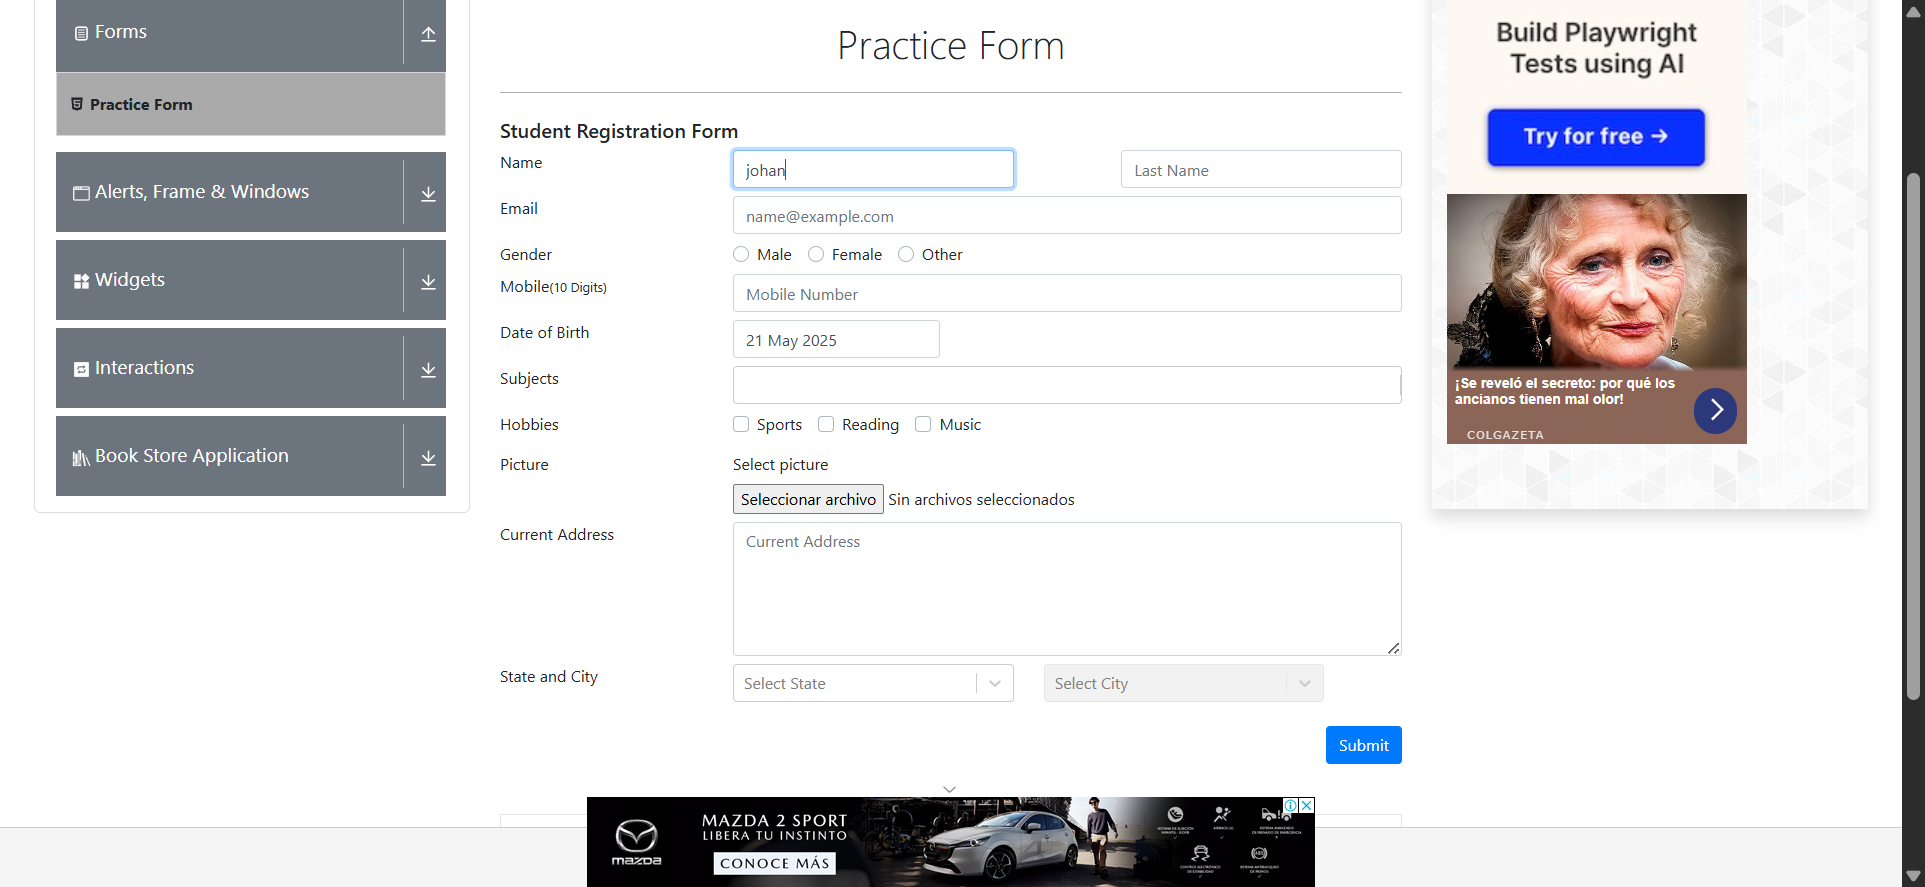 Forms
Practice Form
Alerts, Frame & Windows
Widgets
Interactions
Book Store Application
Practice Form
Student Registration Form
Name
johan
Last Name
Email
name@example.com
Gender
Male
Female
Other
Mobile(10 Digits)
Mobile Number
Date of Birth
21 May 2025
Subjects
Hobbies
Sports
Reading
Music
Picture
Select picture
Seleccionar archivo Sin archivos seleccionados
Current Address
Current Address
State and City
Select State
Select City
Submit
Build Playwright
Tests using AI
Try for free →
¡Se reveló el secreto: por qué los
ancianos tienen mal olor!
COLGAZETA
mazda
MAZDA 2 SPORT
LIBERA TU INSTINTO
CONOCE MÁS